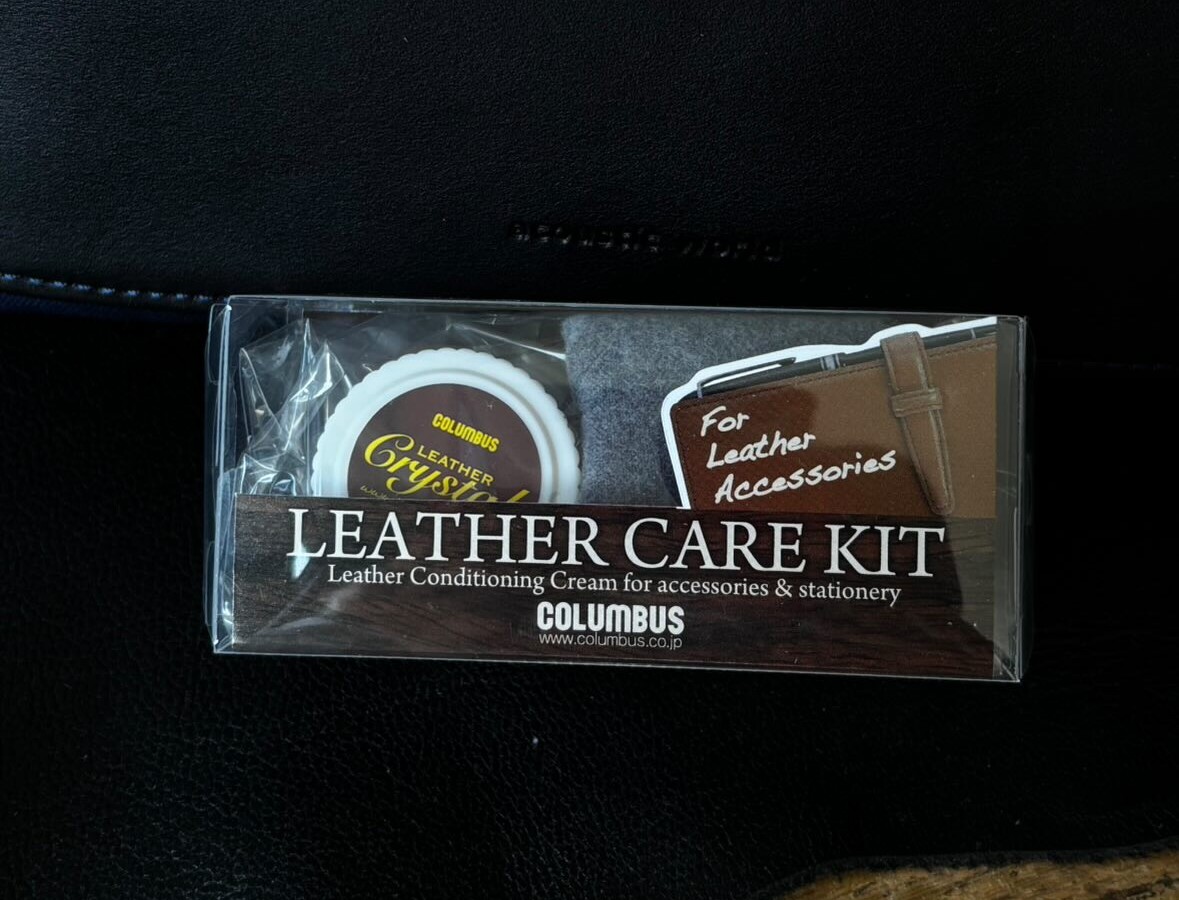 COLUMBUS
LEATHER
Crystal
For
Leather
Accessories
LEATHER CARE KIT
Leather Conditioning Cream for accessories & stationery
COLUMBUS
www.columbus.co.jp